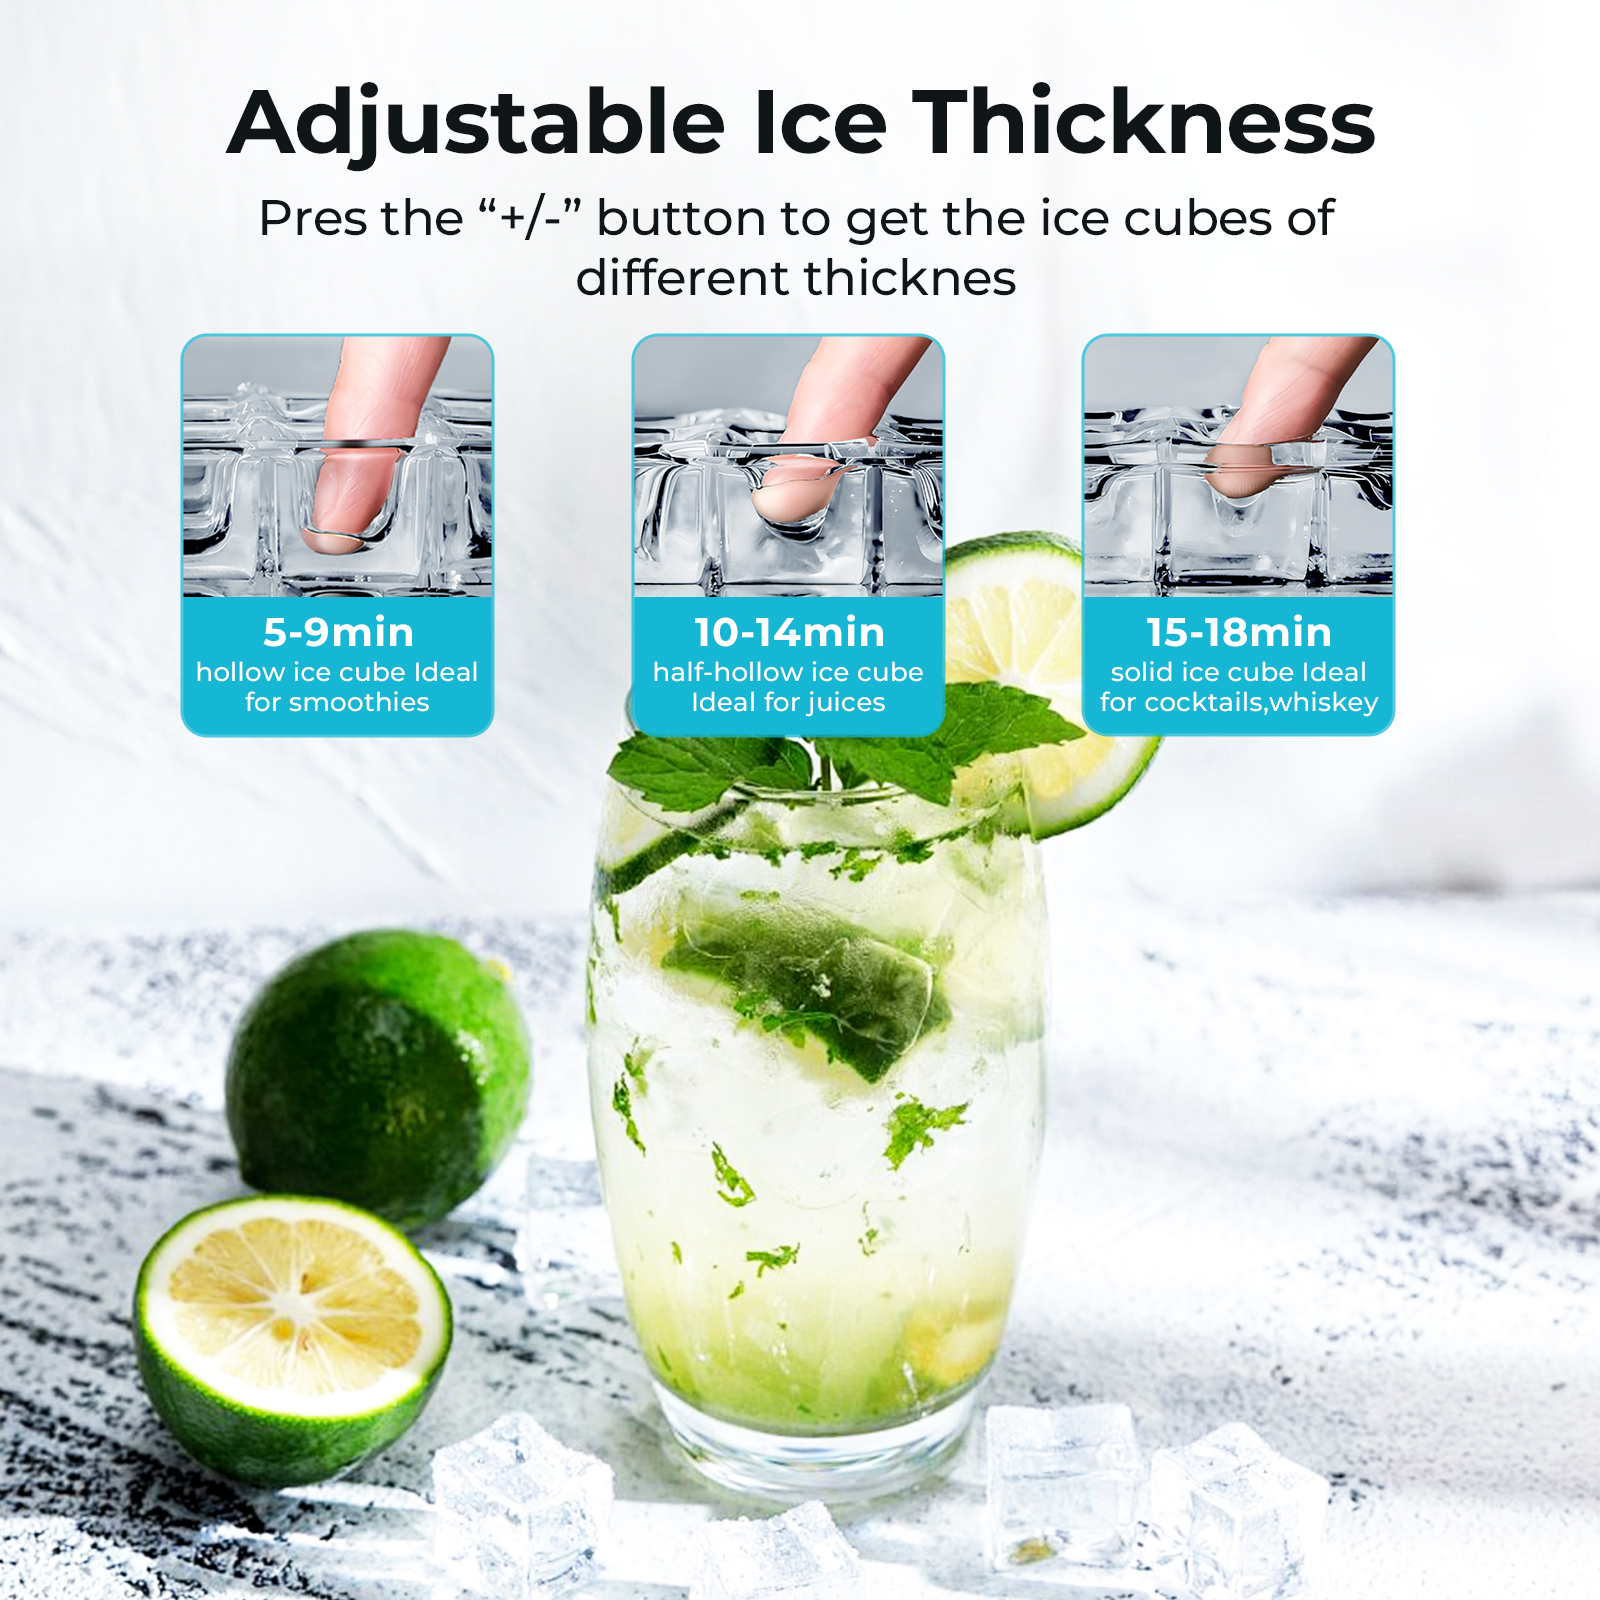 Adjustable Ice Thickness
Pres the “+/-” button to get the ice cubes of
different thicknes
5-9min
hollow ice cube Ideal
for smoothies
10-14min
half-hollow ice cube
Ideal for juices
15-18min
solid ice cube Ideal
for cocktails,whiskey